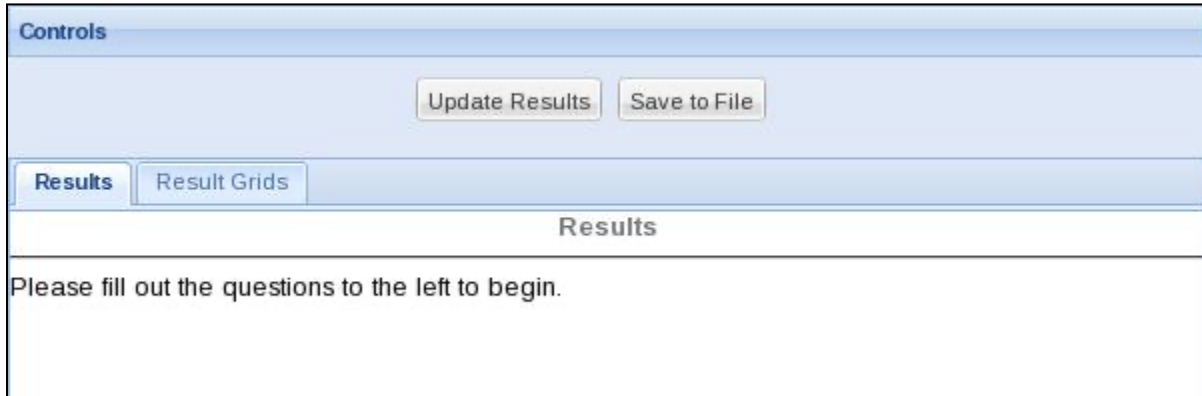 Controls
Update Results Save to File
Results Result Grids
Results
Please fill out the questions to the left to begin.